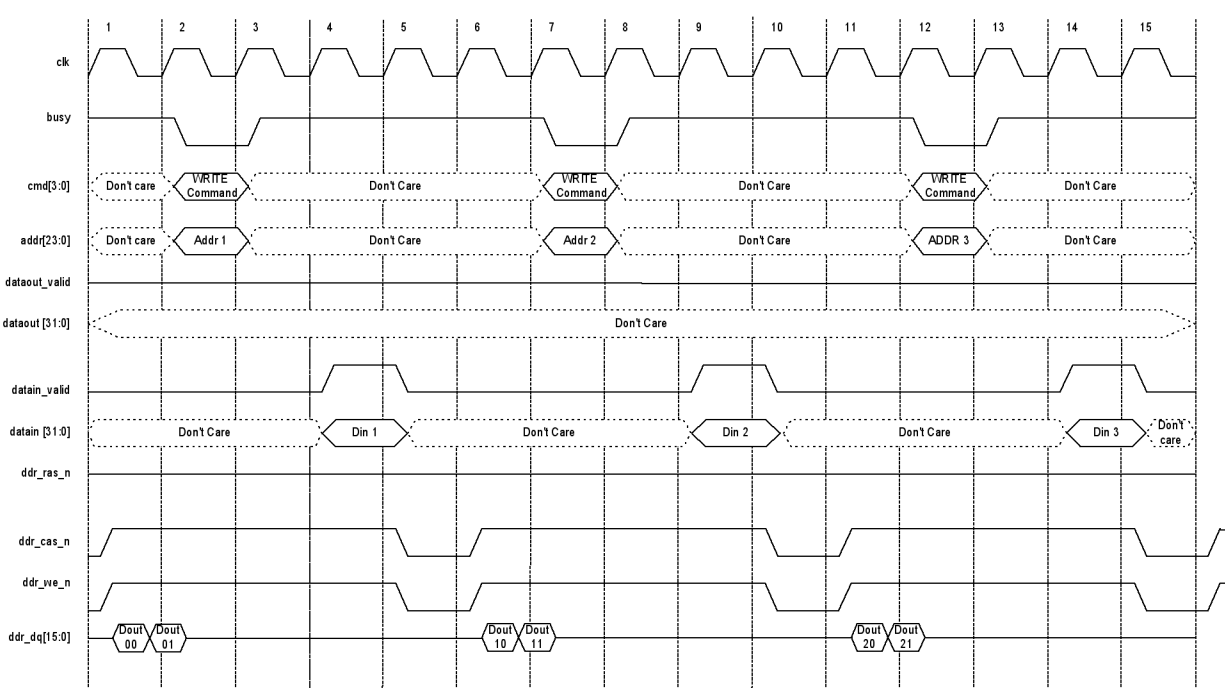 1 2 3 4 5 6 7 8 9 10 11 12 13 14 15
clk
busy
cmd[3:0] Don't care WRITE Command Don't Care WRITE Command Don't Care WRITE Command Don't Care
addr[23:0] Don't care Addr 1 Don't Care Addr 2 Don't Care ADDR 3 Don't Care
dataout_valid
dataout [31:0] Don't Care
datain_valid
datain [31:0] Don't Care Din 1 Don't Care Din 2 Don't Care Din 3 Don't care
ddr_ras_n
ddr_cas_n
ddr_we_n
ddr_dq[15:0] Dout 00 Dout 01 Dout 10 Dout 11 Dout 20 Dout 21